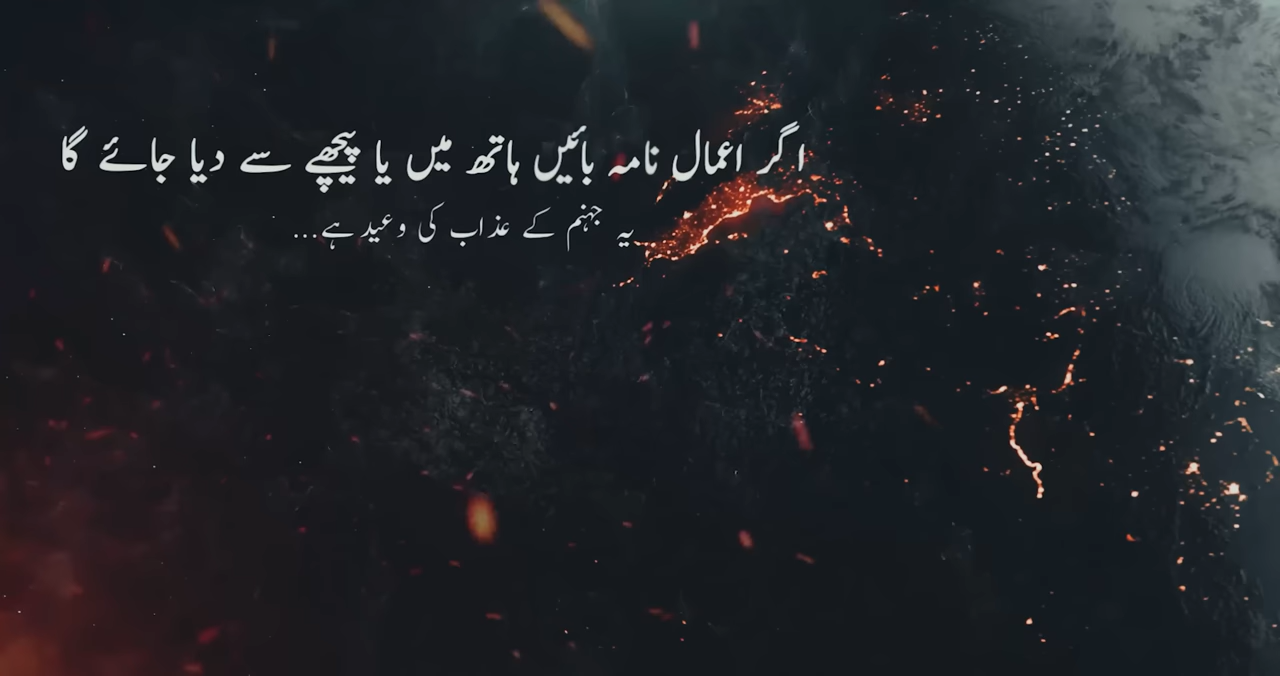 اگر اعمال نامہ بائیں ہاتھ میں یا پیچھے سے دیا جائے گا
یہ جہنم کے عذاب کی وعید ہے...